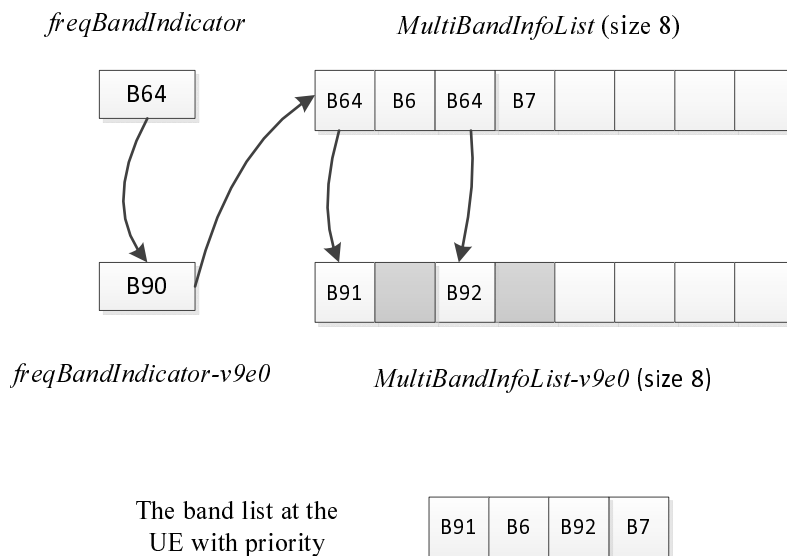 freqBandIndicator
MultiBandInfoList (size 8)
B64
B64 B6 B64 B7
B90
B91 B92
freqBandIndicator-v9e0
MultiBandInfoList-v9e0 (size 8)
The band list at the
UE with priority
B91 B6 B92 B7